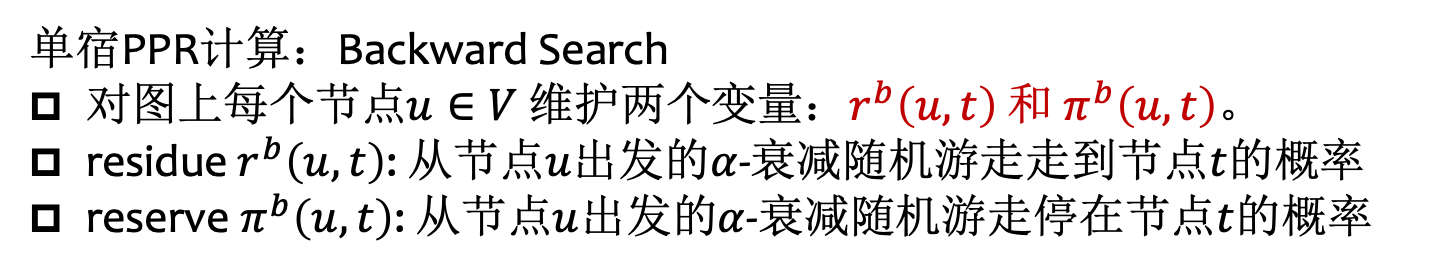 单宿PPR计算：Backward Search
对图上每个节点u ∈ V 维护两个变量：r^b(u, t) 和 π^b(u, t)。
residue r^b(u, t): 从节点u出发的α-衰减随机游走走到节点t的概率
reserve π^b(u, t): 从节点u出发的α-衰减随机游走停在节点t的概率